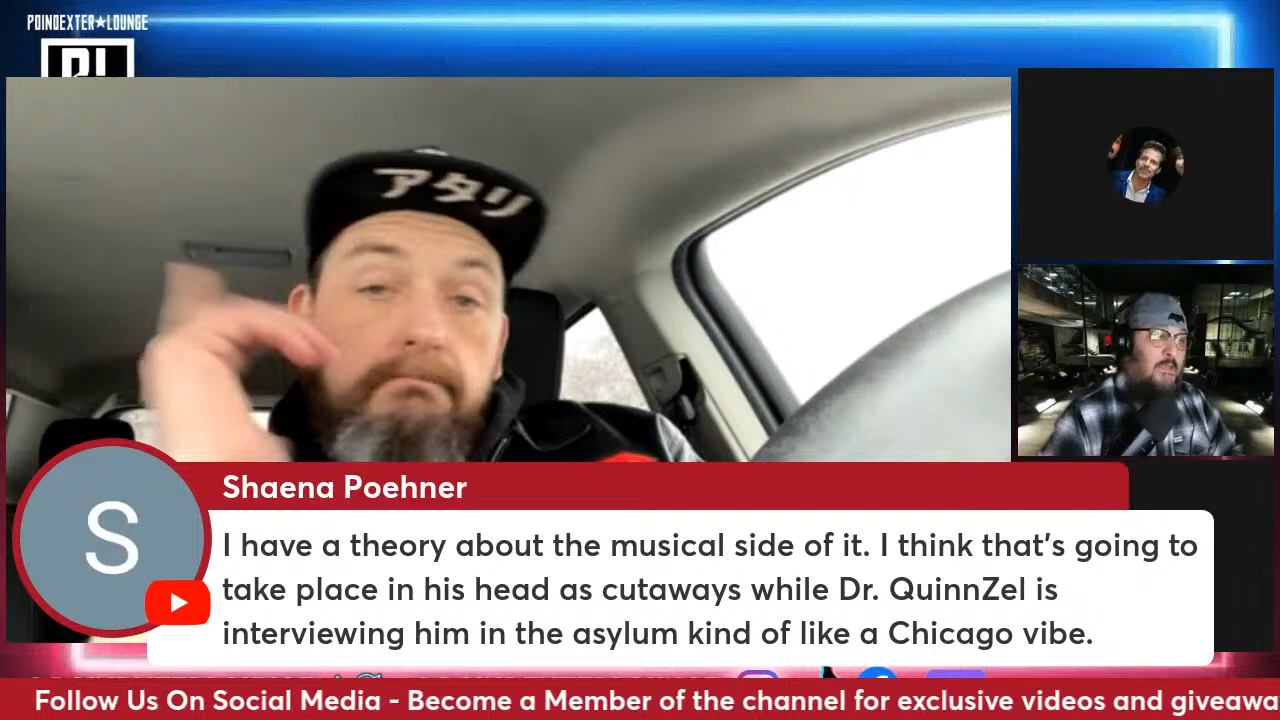 POINDEXTER★LOUNGE
PL
アタリ
S
Shaena Poehner
I have a theory about the musical side of it. I think that's going to
take place in his head as cutaways while Dr. QuinnZel is
interviewing him in the asylum kind of like a Chicago vibe.
Follow Us On Social Media - Become a Member of the channel for exclusive videos and giveawa